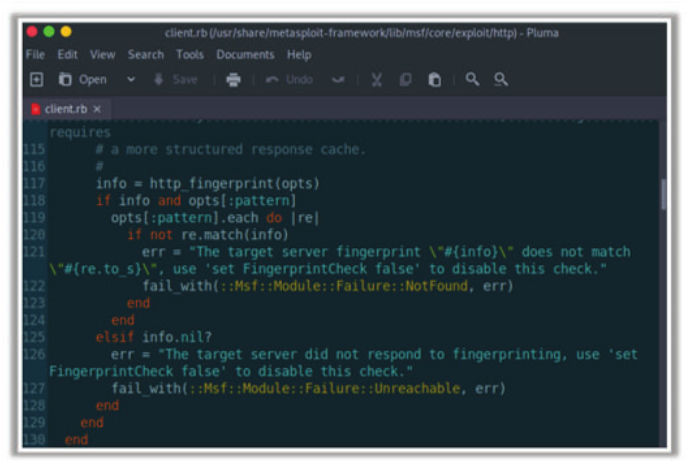 client.rb (/usr/share/metasploit-framework/lib/msf/core/exploit/http) - Pluma
File Edit View Search Tools Documents Help
Open Save Undo
client.rb ×
requires
115 # a more structured response cache.
116 #
117 info = http_fingerprint(opts)
118 if info and opts[:pattern]
119 opts[:pattern].each do |re|
120 if not re.match(info)
121 err = "The target server fingerprint \"#{info}\" does not match
\"#{re.to_s}\", use 'set FingerprintCheck false' to disable this check."
122 fail_with(::Msf::Module::Failure::NotFound, err)
123 end
124 end
125 elsif info.nil?
126 err = "The target server did not respond to fingerprinting, use 'set
FingerprintCheck false' to disable this check."
127 fail_with(::Msf::Module::Failure::Unreachable, err)
128 end
129 end
130 end